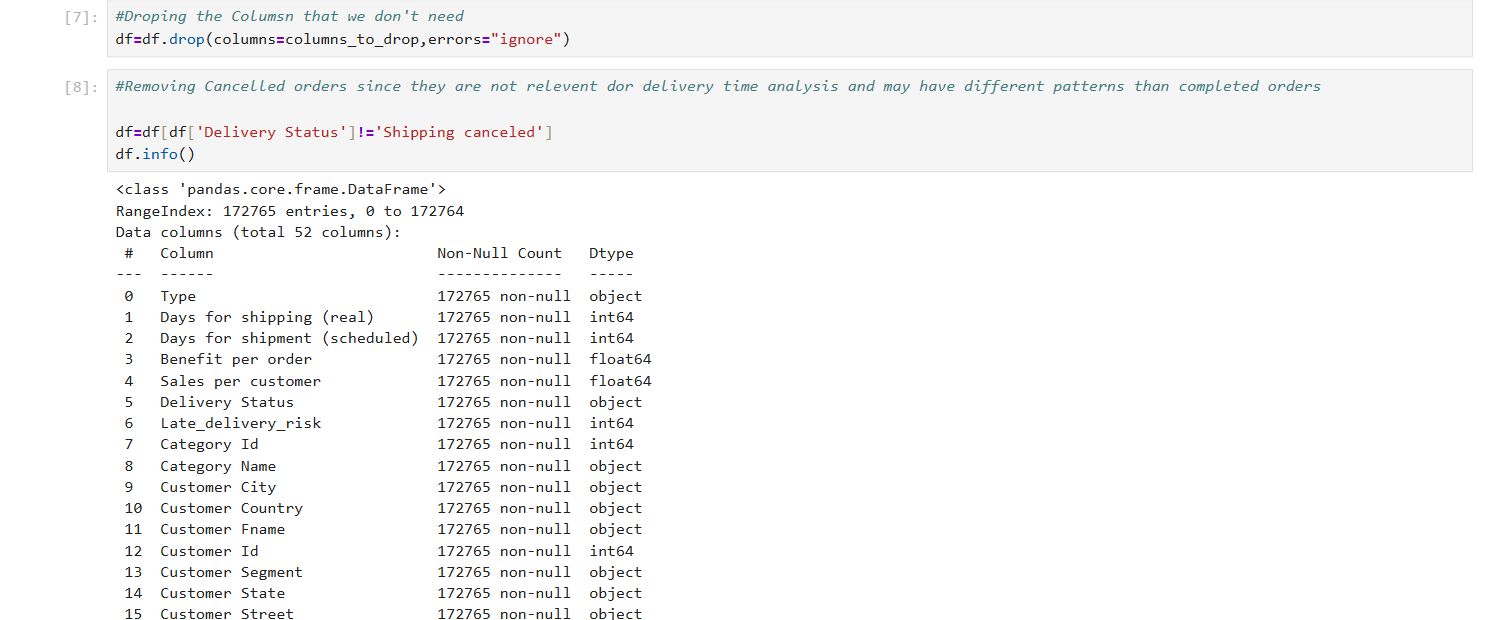 [7]: #Droping the Columsn that we don't need
df=df.drop(columns=columns_to_drop,errors="ignore")
[8]: #Removing Cancelled orders since they are not relevent dor delivery time analysis and may have different patterns than completed orders
df=df[df['Delivery Status']!='Shipping canceled']
df.info()
<class 'pandas.core.frame.DataFrame'>
RangeIndex: 172765 entries, 0 to 172764
Data columns (total 52 columns):
#   Column                         Non-Null Count   Dtype
---  ------                         --------------   -----
0   Type                           172765 non-null  object
1   Days for shipping (real)       172765 non-null  int64
2   Days for shipment (scheduled)  172765 non-null  int64
3   Benefit per order              172765 non-null  float64
4   Sales per customer             172765 non-null  float64
5   Delivery Status                172765 non-null  object
6   Late_delivery_risk             172765 non-null  int64
7   Category Id                    172765 non-null  int64
8   Category Name                  172765 non-null  object
9   Customer City                  172765 non-null  object
10  Customer Country               172765 non-null  object
11  Customer Fname                 172765 non-null  object
12  Customer Id                    172765 non-null  int64
13  Customer Segment               172765 non-null  object
14  Customer State                 172765 non-null  object
15  Customer Street                172765 non-null  object